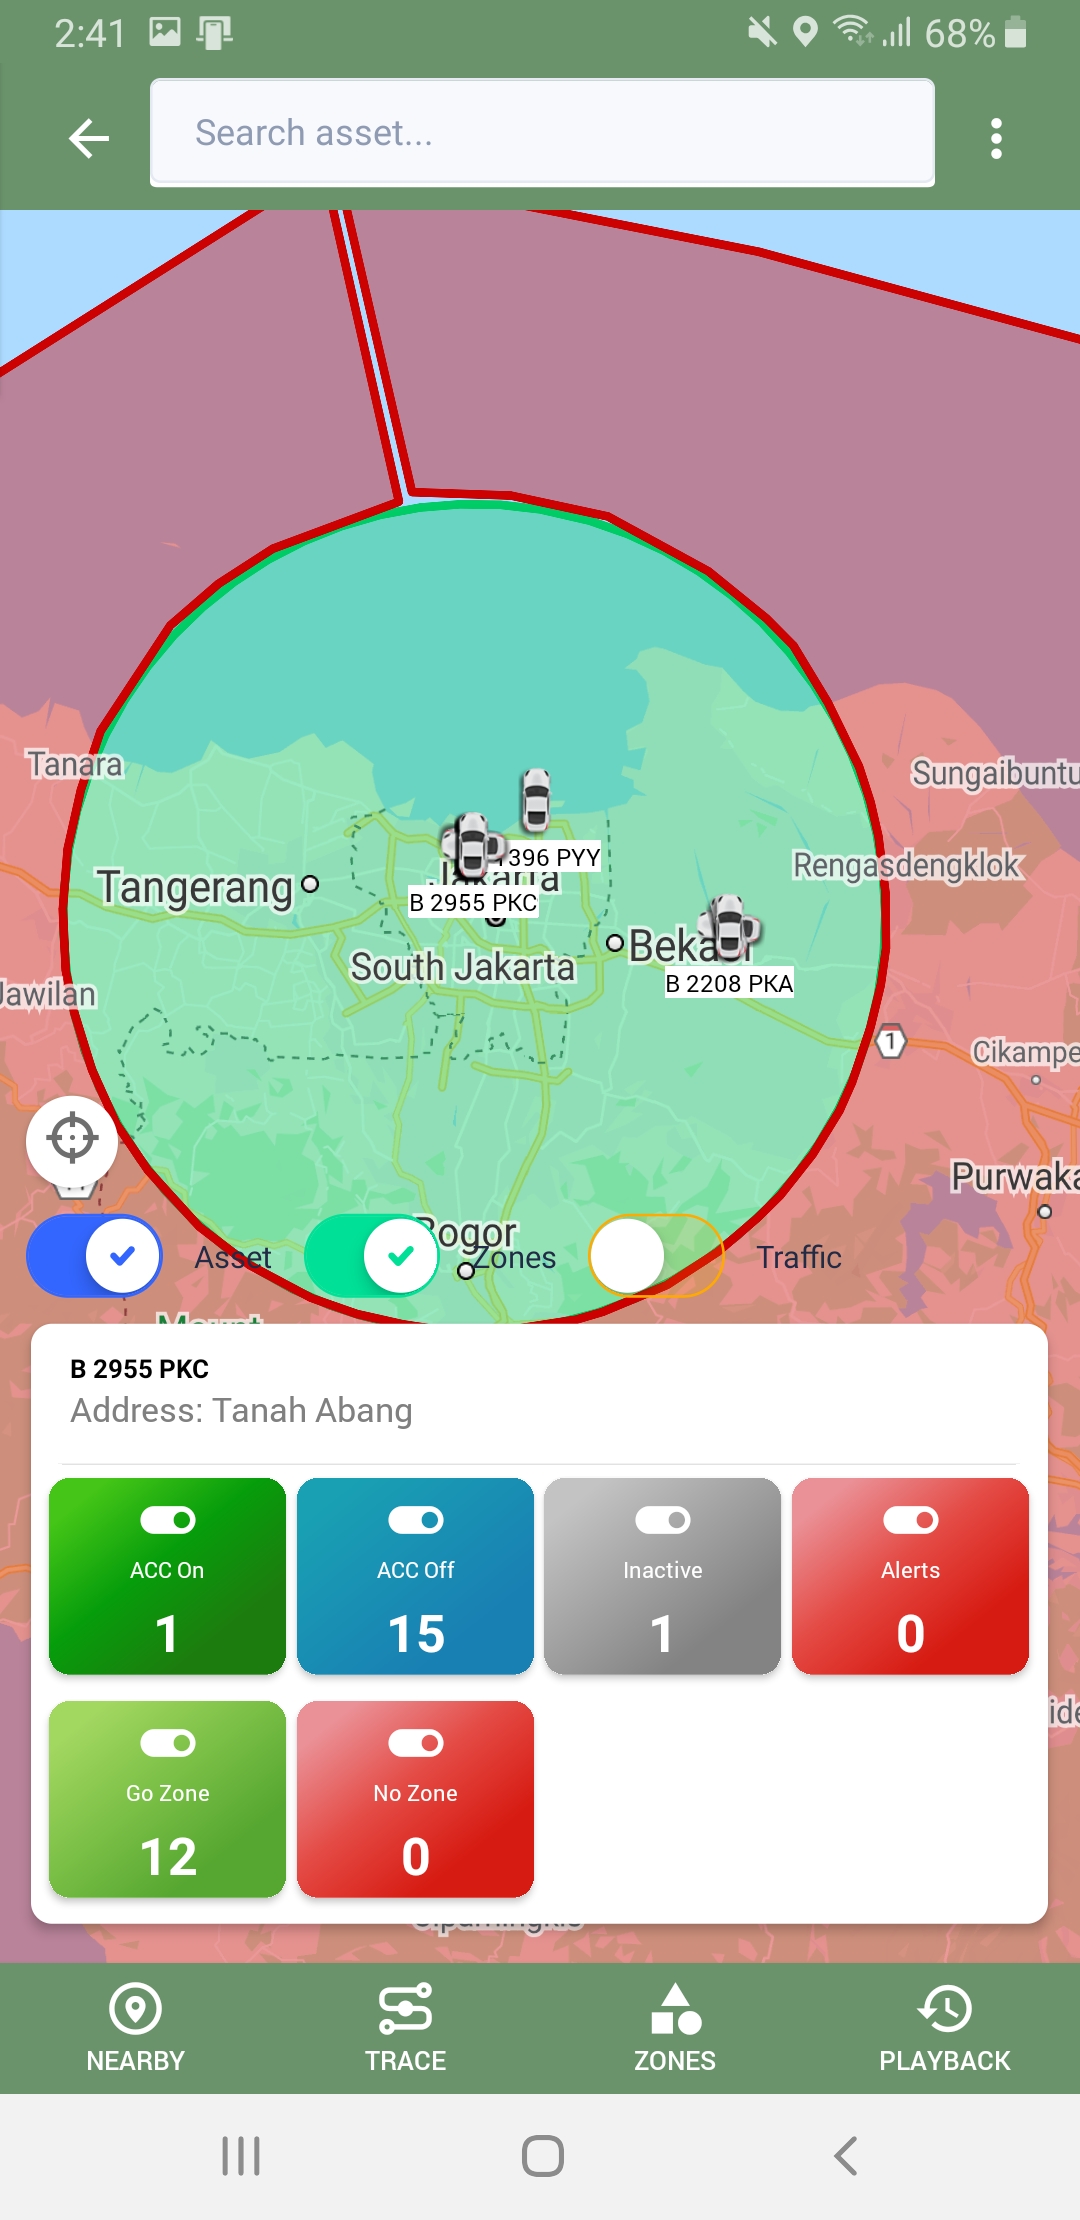 2:41
68%
Search asset...
Tanara
Sungaibuntu
396 PYY
Rengasdengklok
Tangerang
Jakarta
B 2955 PKC
Bekasi
South Jakarta
B 2208 PKA
Jawilan
1
Cikampe
Purwaka
Bogor
Asset
Zones
Traffic
Mount
B 2955 PKC
Address: Tanah Abang
ACC On
1
ACC Off
15
Inactive
1
Alerts
0
ide
Go Zone
12
No Zone
0
NEARBY
TRACE
ZONES
PLAYBACK